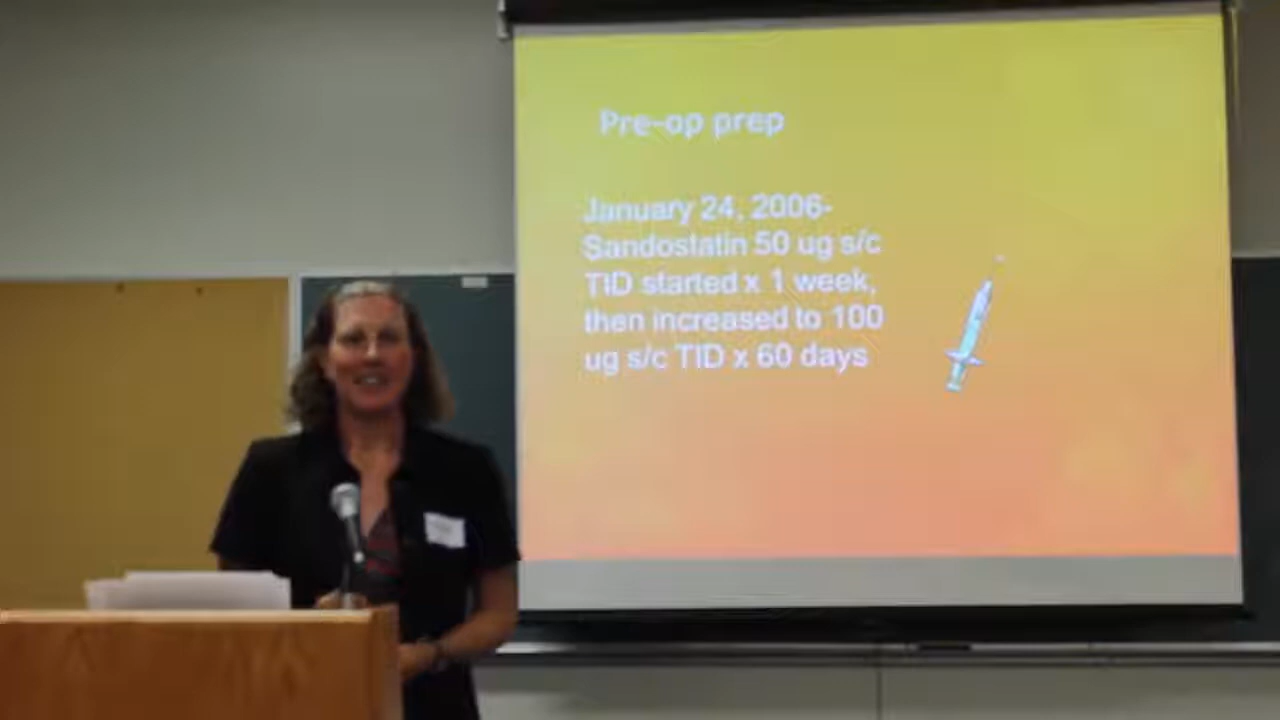 Pre-op prep
January 24, 2006-
Sandostatin 50 ug s/c
TID started x 1 week,
then increased to 100
ug s/c TID x 60 days